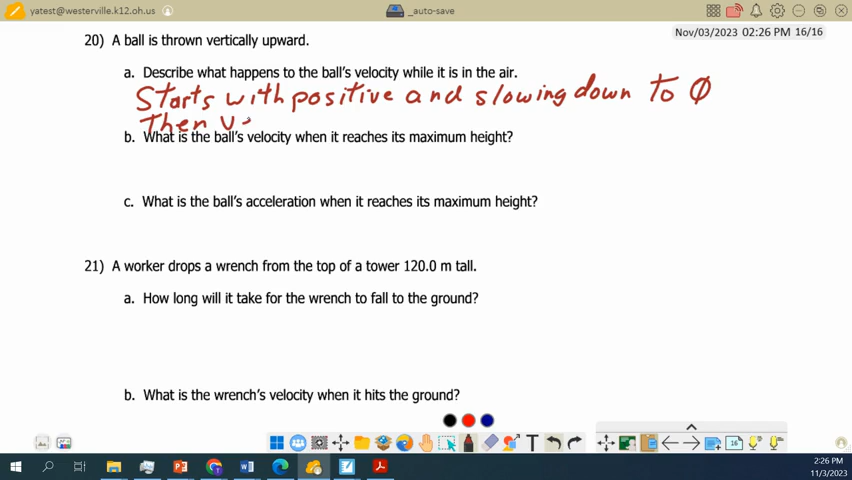 yatest@westerville.k12.oh.us
_auto-save
Nov/03/2023 02:26 PM 16/16
20) A ball is thrown vertically upward.
a. Describe what happens to the ball's velocity while it is in the air.
Starts with positive and slowing down to 0
Then v
b. What is the ball's velocity when it reaches its maximum height?
c. What is the ball's acceleration when it reaches its maximum height?
21) A worker drops a wrench from the top of a tower 120.0 m tall.
a. How long will it take for the wrench to fall to the ground?
b. What is the wrench's velocity when it hits the ground?
16
2:26 PM
11/3/2023